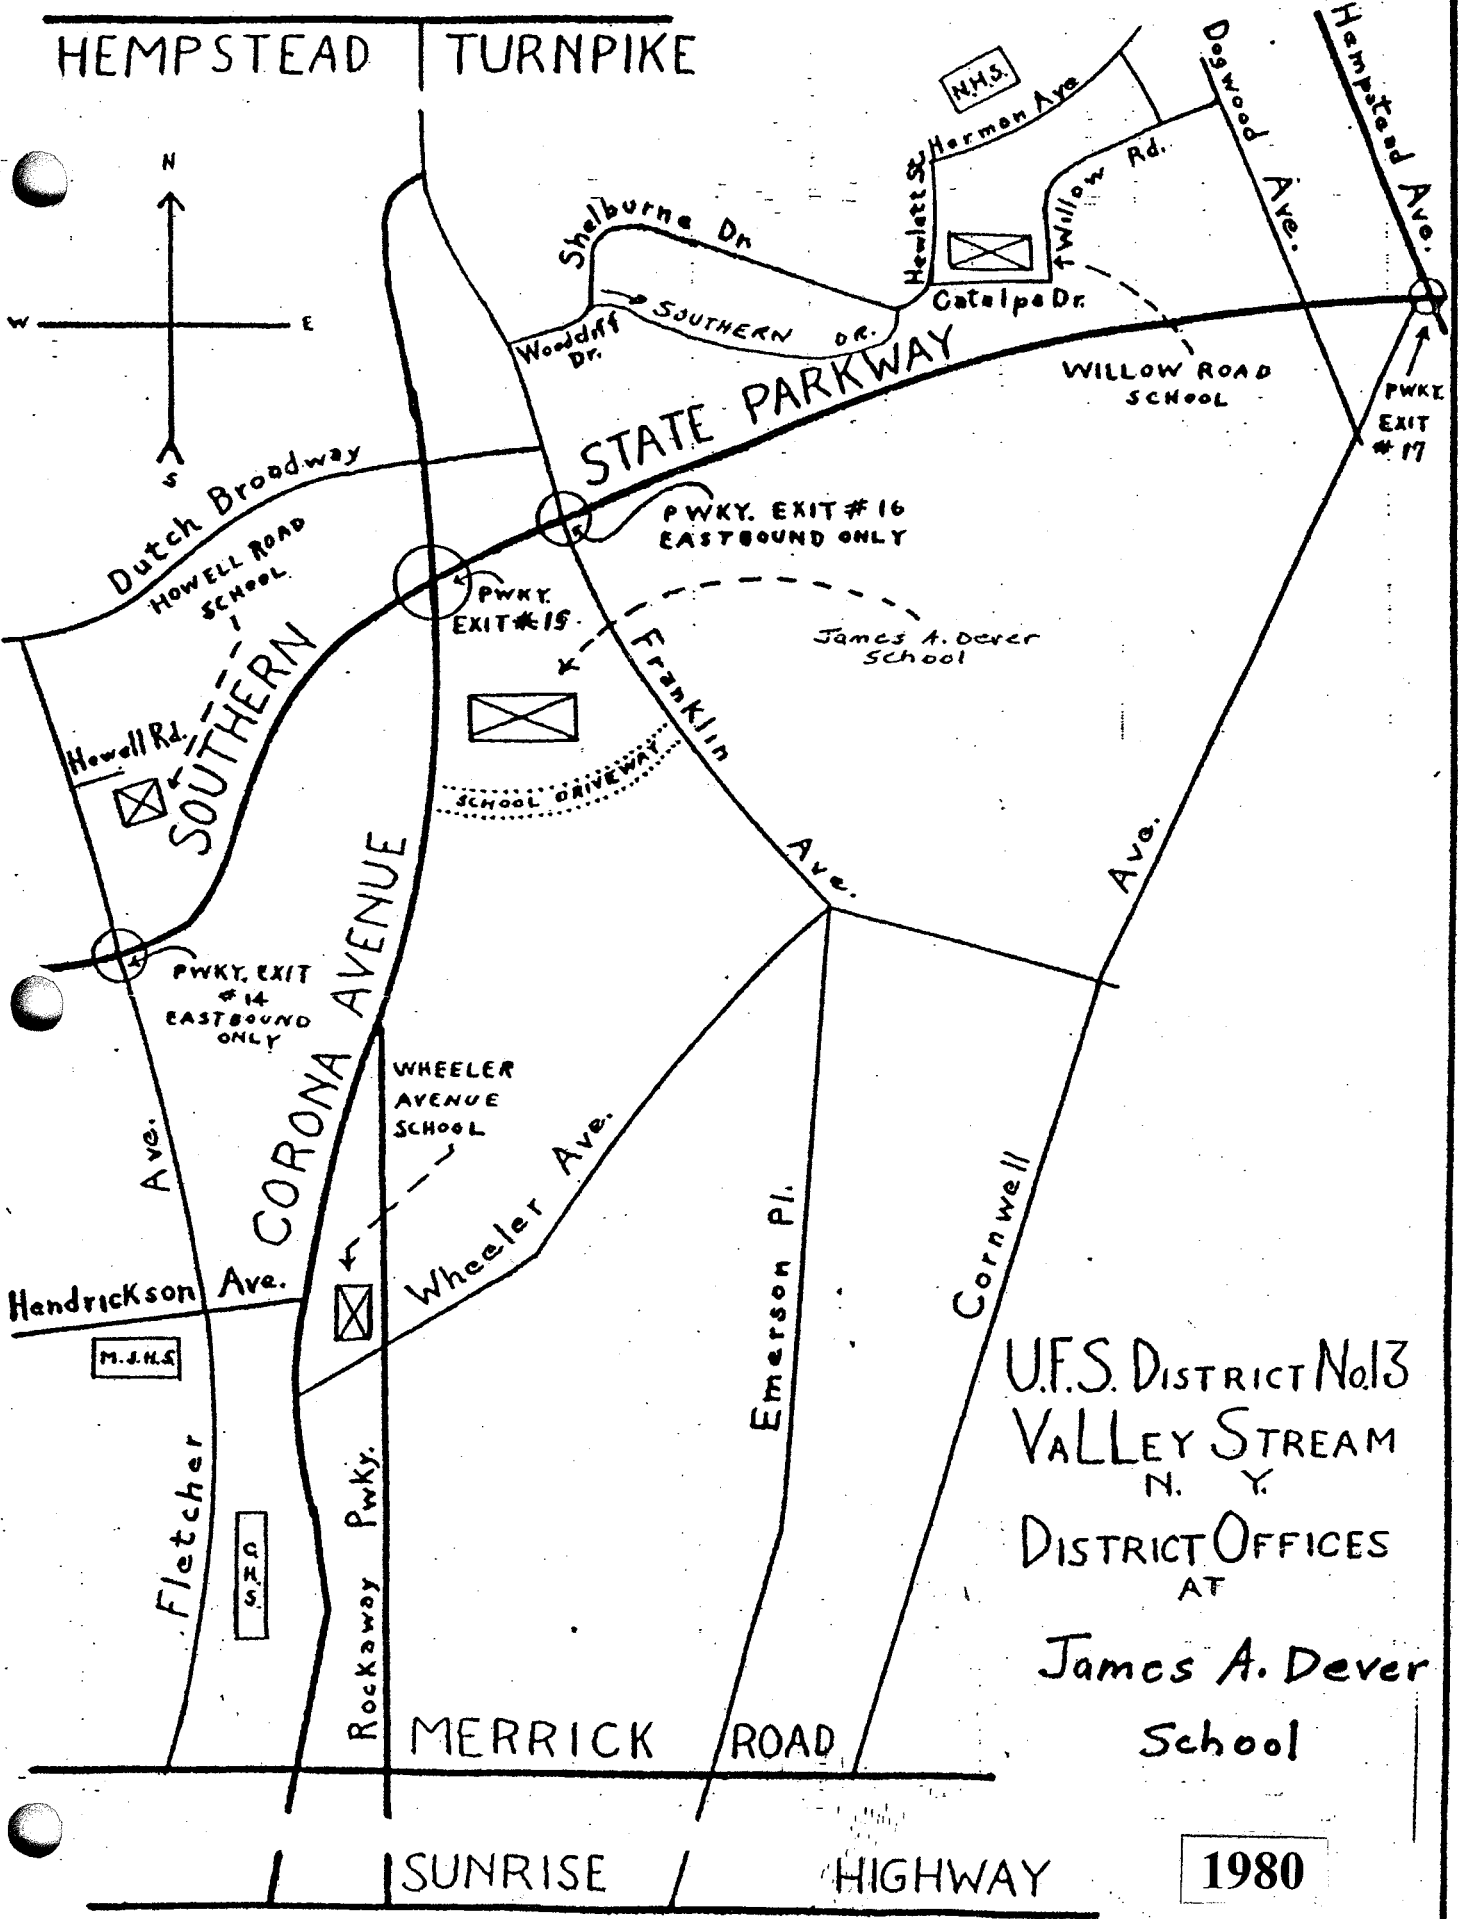 HEMPSTEAD TURNPIKE
N
W
E
S
N.H.S.
Harman Ave
Hewlett St.
Willow Rd.
Dogwood Ave.
Hempstead Ave.
Shelburne Dr
Woodcliff
Dr.
SOUTHERN DR.
Catalpa Dr.
WILLOW ROAD
SCHOOL
PWKY.
EXIT
# 17
SOUTHERN STATE PARKWAY
Dutch Broadway
HOWELL ROAD
SCHOOL
PWKY. EXIT # 16
EASTBOUND ONLY
PWKY.
EXIT # 15
James A. Dever
School
Franklin Ave.
Howell Rd.
SCHOOL DRIVEWAY
CORONA AVENUE
PWKY. EXIT
# 14
EASTBOUND
ONLY
WHEELER
AVENUE
SCHOOL
Wheeler Ave.
Emerson Pl.
Cornwell Ave.
Hendrickson Ave.
M.J.H.S.
Fletcher Ave.
C.
H.
S.
Rockaway Pwky.
U.F.S. DISTRICT No.13
VALLEY STREAM
N. Y.
DISTRICT OFFICES
AT
James A. Dever
School
MERRICK ROAD
SUNRISE HIGHWAY
1980